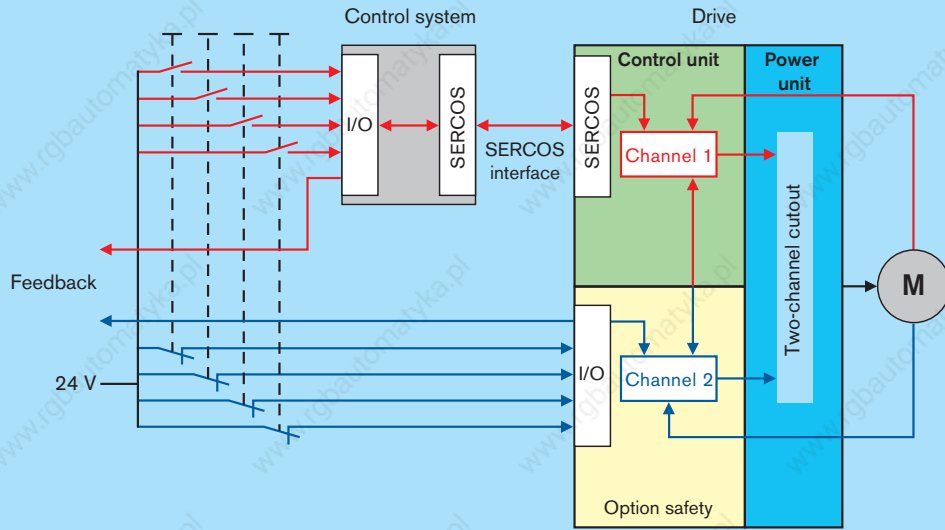 Control system
Drive
Control unit
Power
unit
I/O
SERCOS
SERCOS
interface
SERCOS
Channel 1
Two-channel cutout
M
Feedback
24 V
I/O
Channel 2
Option safety
www.rgbautomatyka.pl